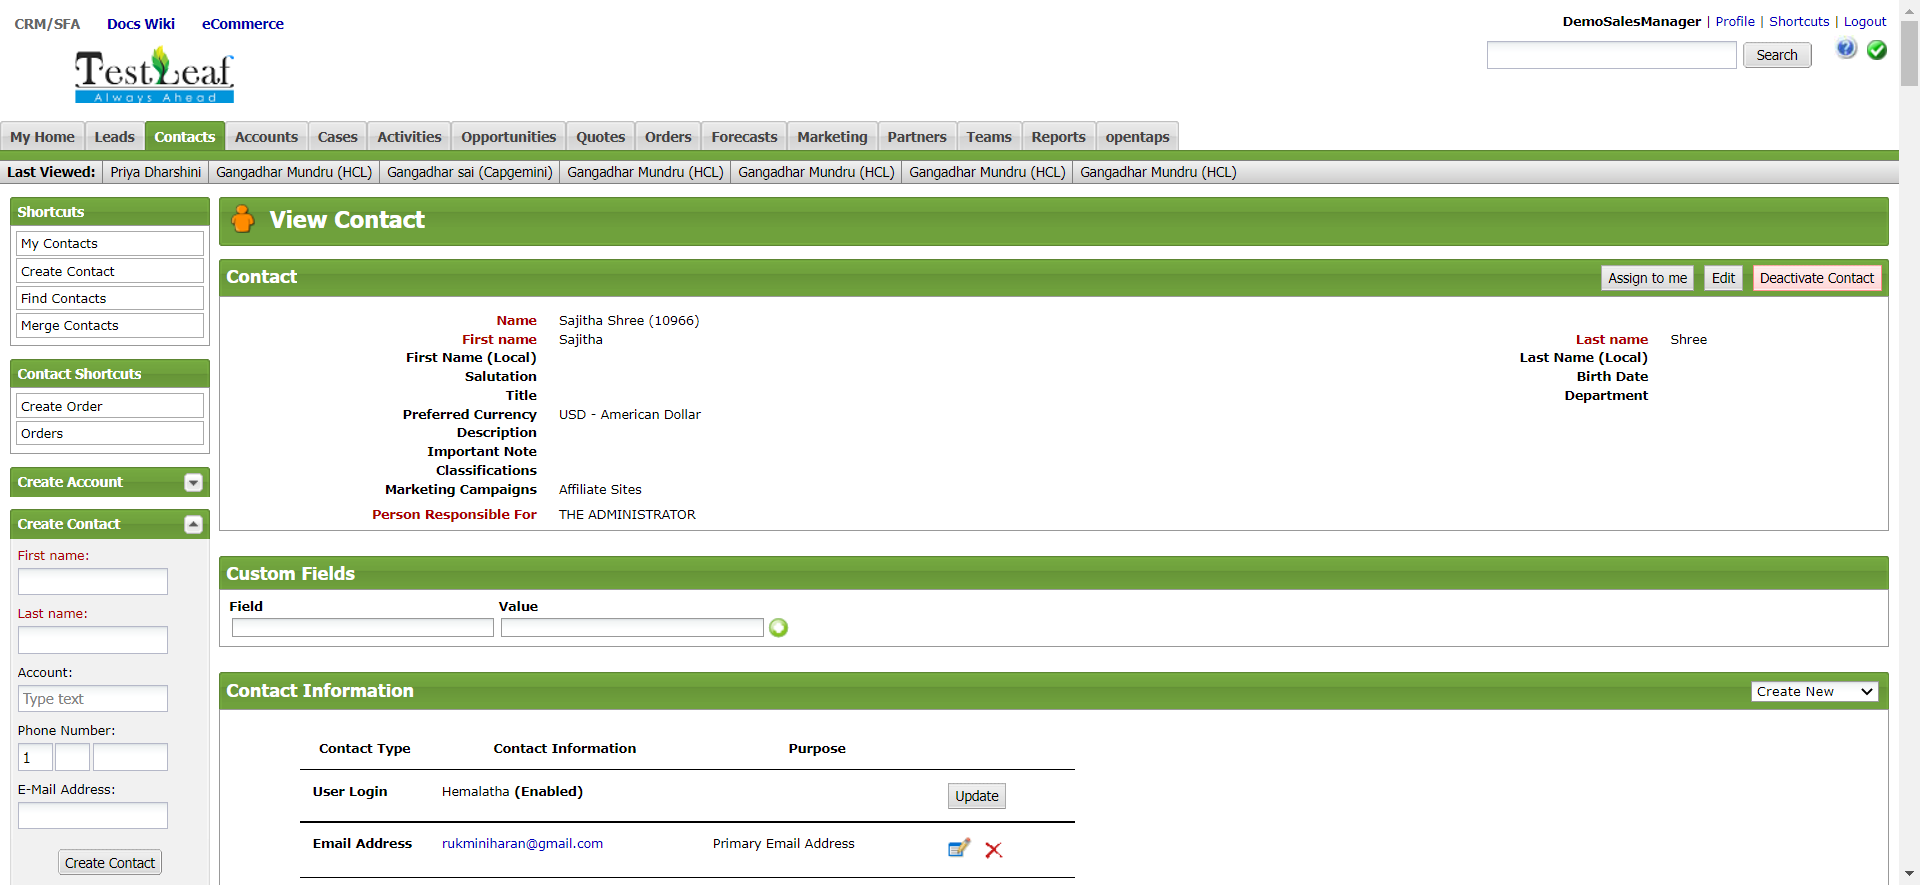 CRM/SFA Docs Wiki eCommerce
DemoSalesManager | Profile | Shortcuts | Logout
Search
TestLeaf
Always Ahead
My Home Leads Contacts Accounts Cases Activities Opportunities Quotes Orders Forecasts Marketing Partners Teams Reports opentaps
Last Viewed: Priya Dharshini Gangadhar Mundru (HCL) Gangadhar sai (Capgemini) Gangadhar Mundru (HCL) Gangadhar Mundru (HCL) Gangadhar Mundru (HCL) Gangadhar Mundru (HCL)
Shortcuts
My Contacts
Create Contact
Find Contacts
Merge Contacts
Contact Shortcuts
Create Order
Orders
Create Account
Create Contact
First name:
Last name:
Account:
Type text
Phone Number:
1
E-Mail Address:
Create Contact
View Contact
Contact Assign to me Edit Deactivate Contact
Name Sajitha Shree (10966)
First name Sajitha Last name Shree
First Name (Local) Last Name (Local)
Salutation Birth Date
Title Department
Preferred Currency USD - American Dollar
Description
Important Note
Classifications
Marketing Campaigns Affiliate Sites
Person Responsible For THE ADMINISTRATOR
Custom Fields
Field Value
Contact Information Create New
Contact Type Contact Information Purpose
User Login Hemalatha (Enabled) Update
Email Address rukminiharan@gmail.com Primary Email Address